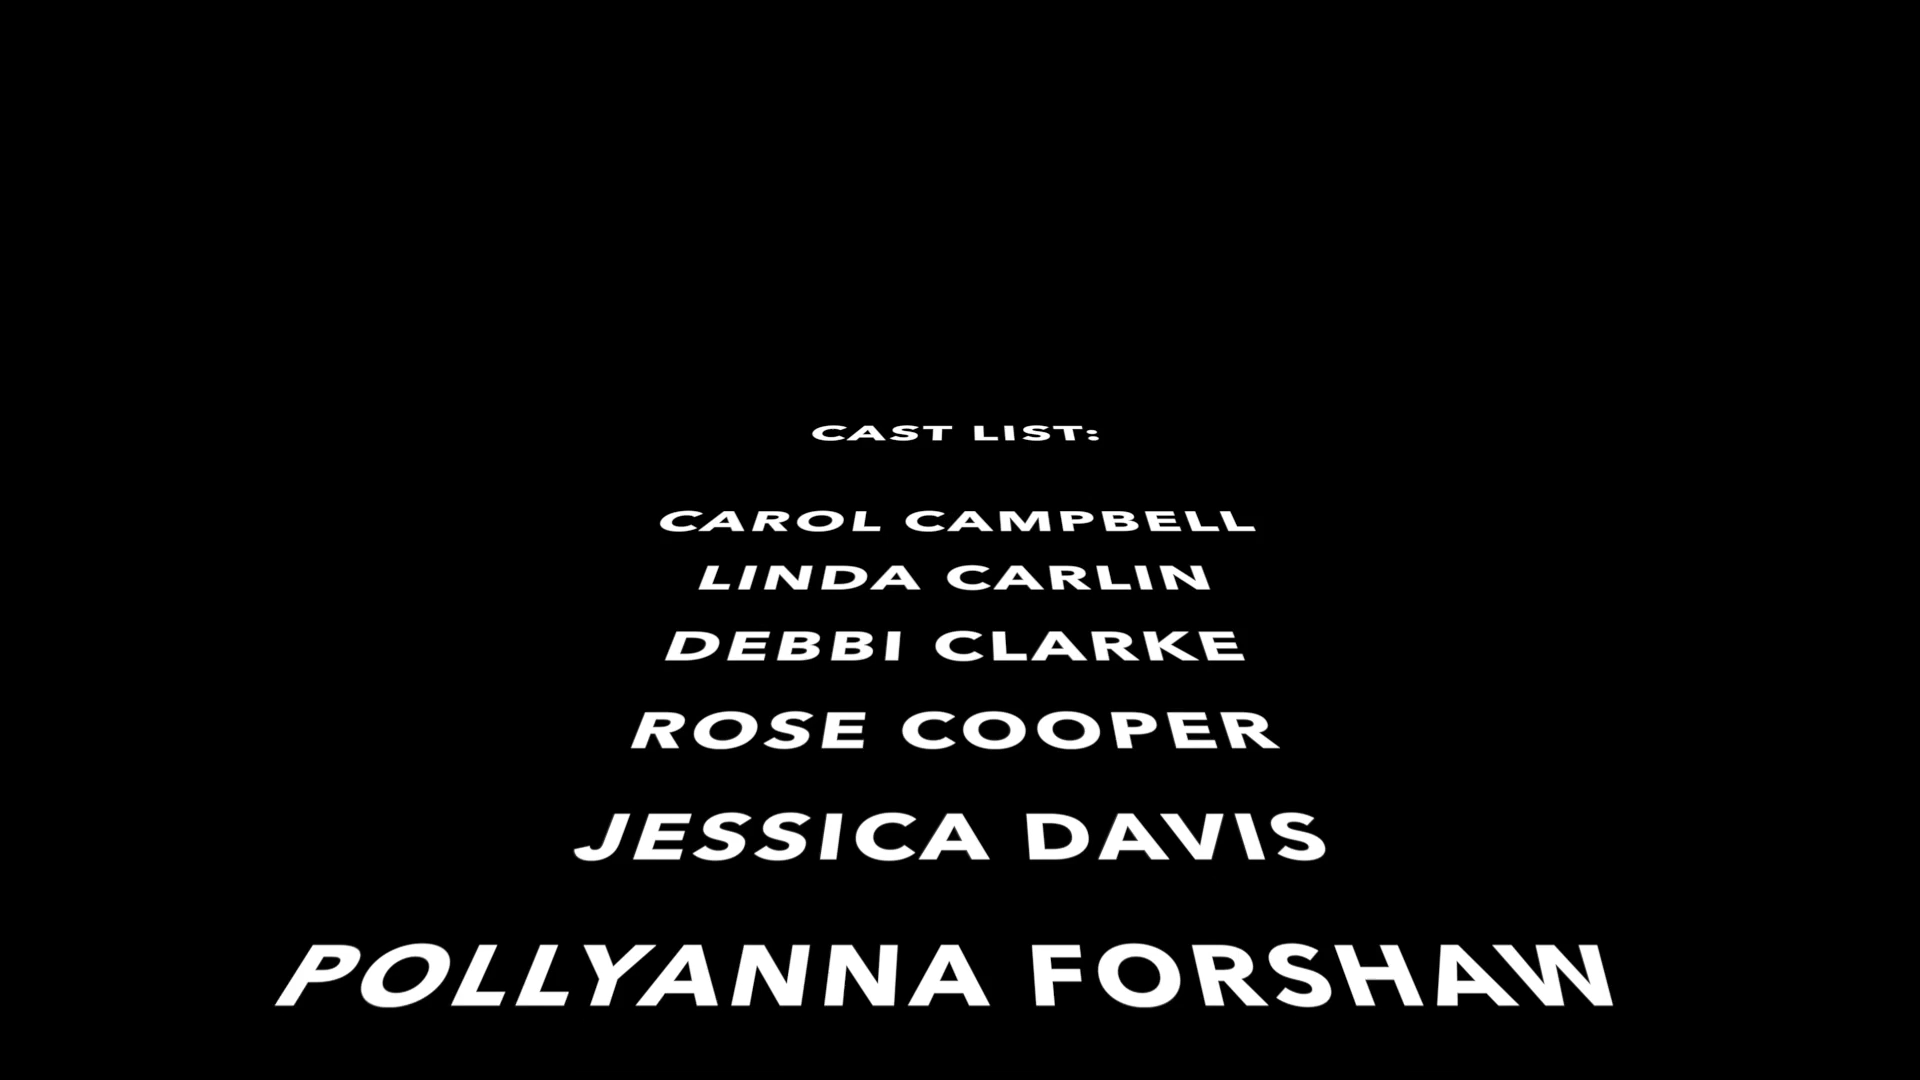 CAST LIST:
CAROL CAMPBELL
LINDA CARLIN
DEBBI CLARKE
ROSE COOPER
JESSICA DAVIS
POLLYANNA FORSHAW